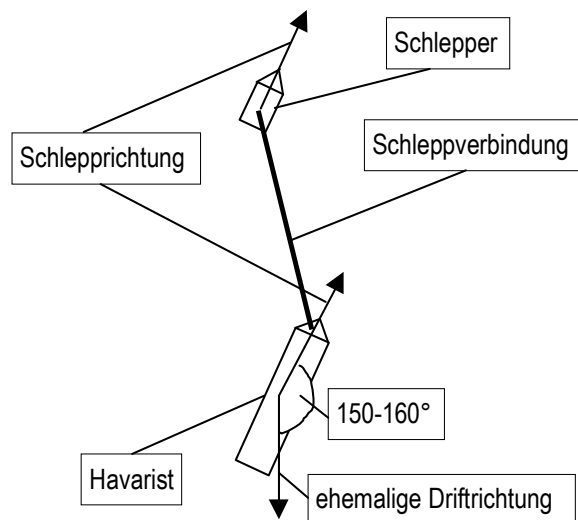 Schlepper
Schlepprichtung
Schleppverbindung
150-160°
Havarist
ehemalige Driftrichtung